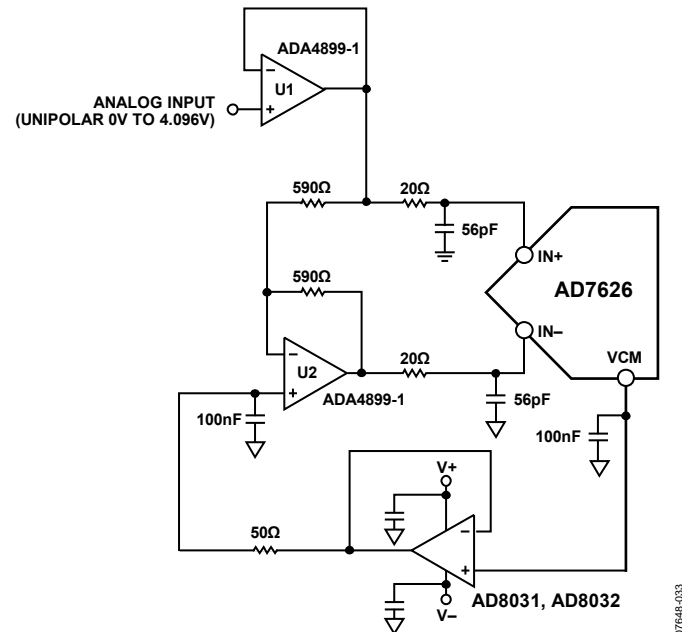 ADA4899-1
−
U1
+
ANALOG INPUT
(UNIPOLAR 0V TO 4.096V)
590Ω
20Ω
56pF
IN+
590Ω
AD7626
IN–
−
U2
+
20Ω
VCM
ADA4899-1
100nF
56pF
100nF
V+
50Ω
−
+
AD8031, AD8032
V–
07648-033